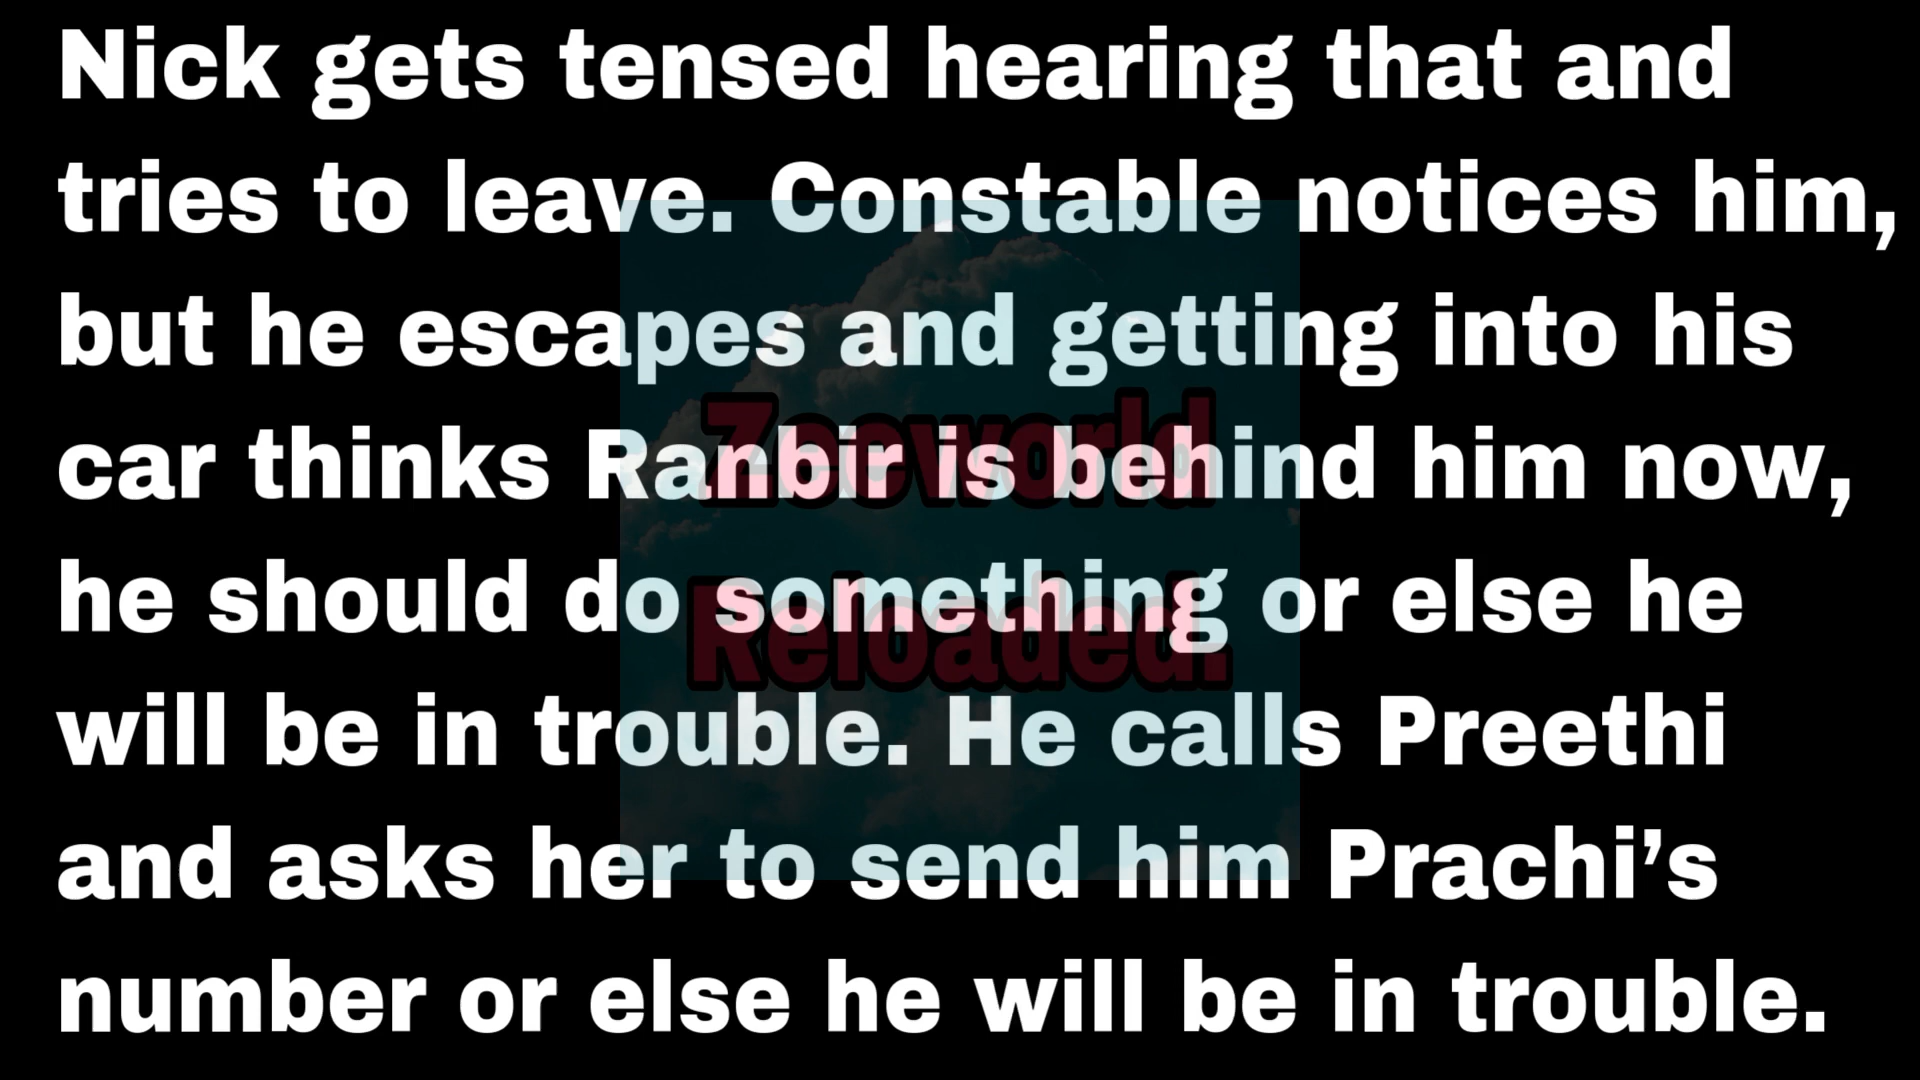 Nick gets tensed hearing that and
tries to leave. Constable notices him,
but he escapes and getting into his
car thinks Ranbir is behind him now,
he should do something or else he
will be in trouble. He calls Preethi
and asks her to send him Prachi’s
number or else he will be in trouble.
Zeeworld
Reloaded.